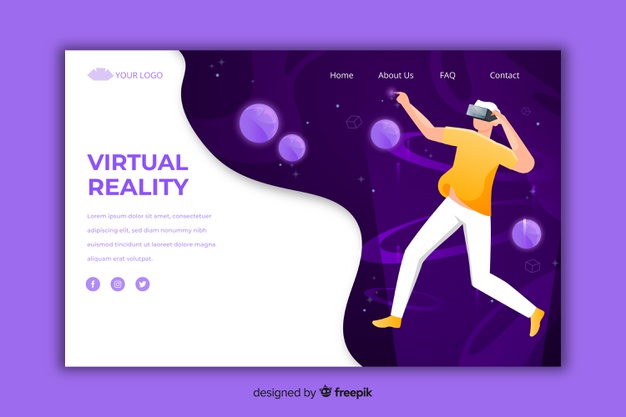 YOUR LOGO
Home About Us FAQ Contact
VIRTUAL
REALITY
Lorem ipsum dolor sit amet, consectetuer
adipiscing elit, sed diam nonummy nibh
euismod tincidunt ut laoreet dolore magna
aliquam erat volutpat.
designed by freepik